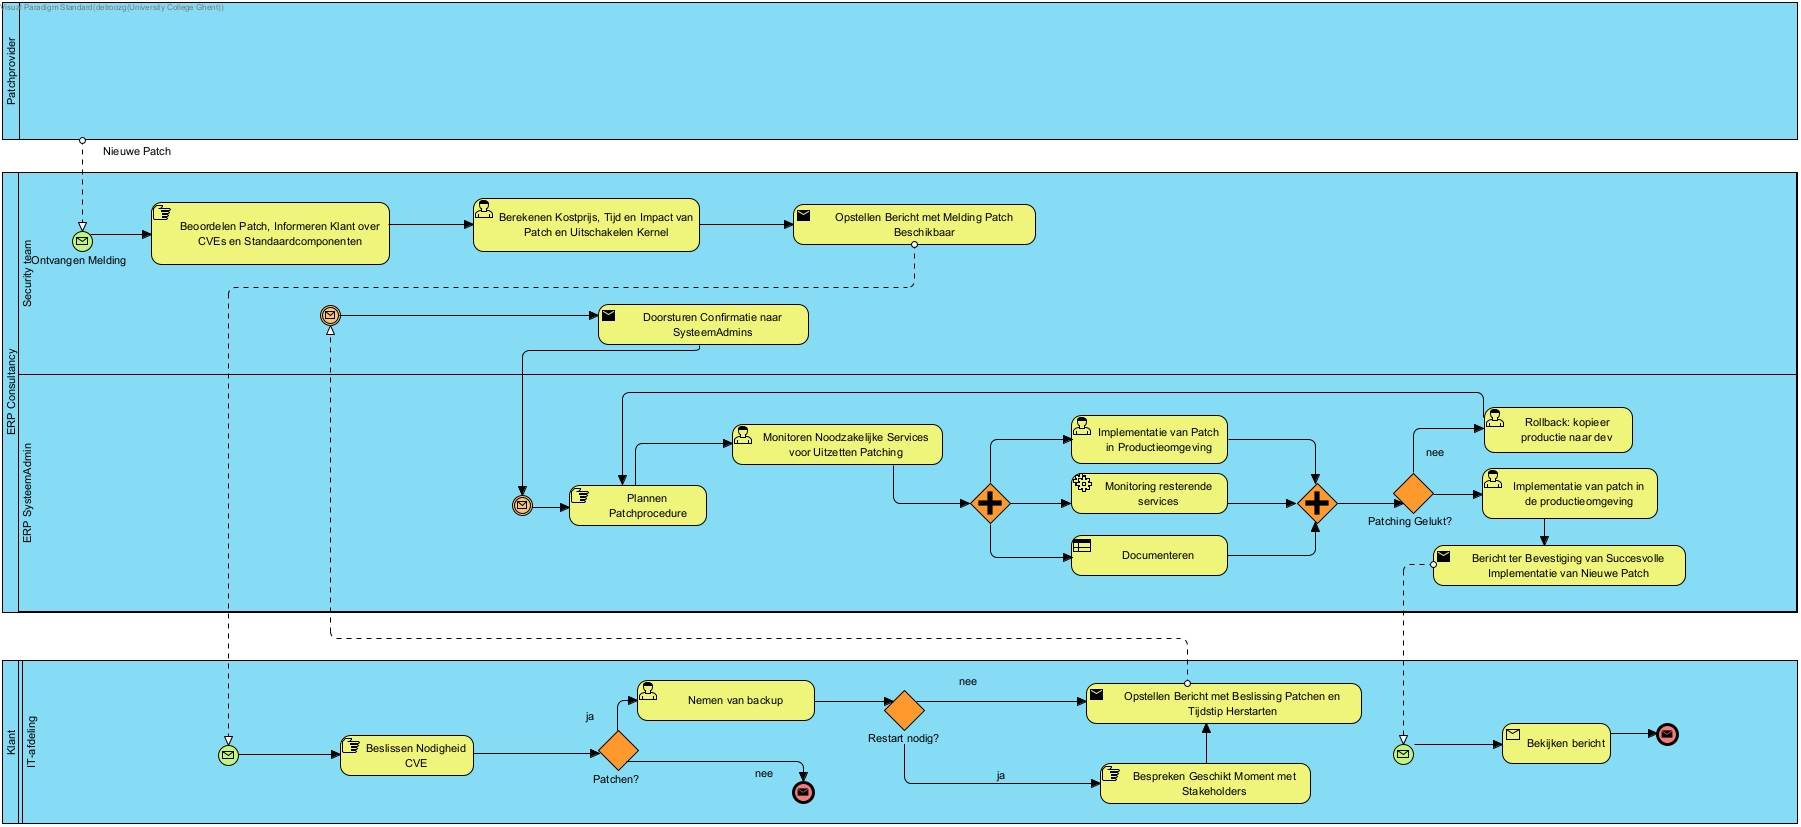 Visual Paradigm Standard(detroozg(University College Ghent))
Patchprovider
Nieuwe Patch
ERP Consultancy
Security team
Ontvangen Melding
Beoordelen Patch, Informeren Klant over
CVEs en Standaardcomponenten
Berekenen Kostprijs, Tijd en Impact van
Patch en Uitschakelen Kernel
Opstellen Bericht met Melding Patch
Beschikbaar
Doorsturen Confirmatie naar
SysteemAdmins
ERP SysteemAdmin
Plannen
Patchprocedure
Monitoren Noodzakelijke Services
voor Uitzetten Patching
Implementatie van Patch
in Productieomgeving
Monitoring resterende
services
Documenteren
Patching Gelukt?
nee
Rollback: kopieer
productie naar dev
Implementatie van patch in
de productieomgeving
Bericht ter Bevestiging van Succesvolle
Implementatie van Nieuwe Patch
Klant
IT-afdeling
Beslissen Nodigheid
CVE
Patchen?
ja
nee
Nemen van backup
Restart nodig?
nee
ja
Opstellen Bericht met Beslissing Patchen en
Tijdstip Herstarten
Bespreken Geschikt Moment met
Stakeholders
Bekijken bericht